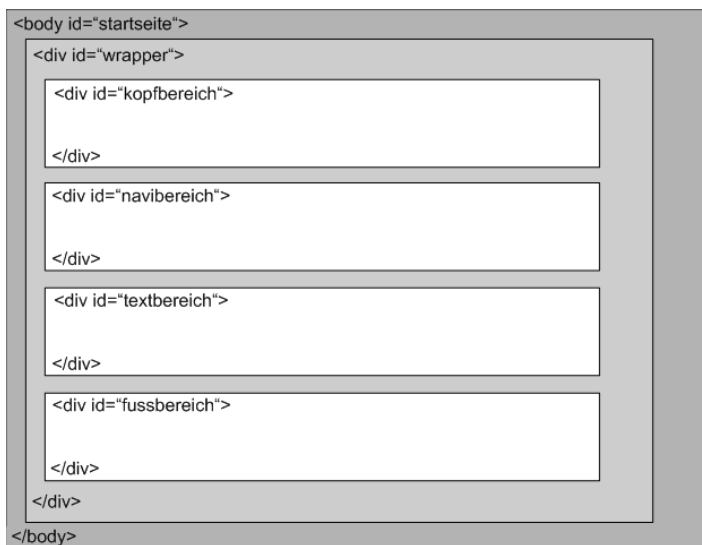 <body id=“startseite“>
<div id=“wrapper“>
<div id=“kopfbereich“>
</div>
<div id=“navibereich“>
</div>
<div id=“textbereich“>
</div>
<div id=“fussbereich“>
</div>
</div>
</body>